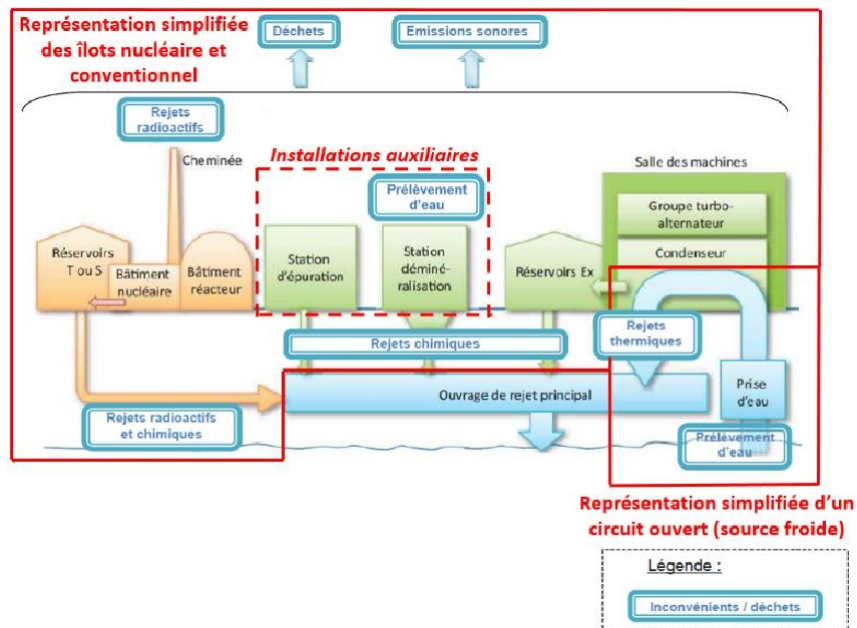 Représentation simplifiée
des îlots nucléaire et
conventionnel
Déchets
Emissions sonores
Rejets
radioactifs
Cheminée
Installations auxiliaires
Prélèvement
d'eau
Salle des machines
Groupe turbo-
alternateur
Condenseur
Réservoirs
T ou S
Bâtiment
nucléaire
Bâtiment
réacteur
Station
d'épuration
Station
déminé-
ralisation
Réservoirs Ex
Rejets
thermiques
Rejets chimiques
Ouvrage de rejet principal
Prise
d'eau
Rejets radioactifs
et chimiques
Prélèvement
d'eau
Représentation simplifiée d'un
circuit ouvert (source froide)
Légende :
Inconvénients / déchets